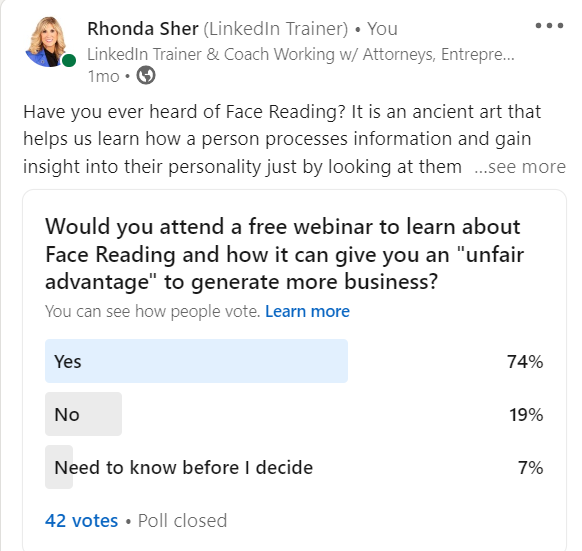 Rhonda Sher (LinkedIn Trainer) • You
LinkedIn Trainer & Coach Working w/ Attorneys, Entrepre...
1mo •
Have you ever heard of Face Reading? It is an ancient art that
helps us learn how a person processes information and gain
insight into their personality just by looking at them ...see more
Would you attend a free webinar to learn about
Face Reading and how it can give you an "unfair
advantage" to generate more business?
You can see how people vote. Learn more
Yes 74%
No 19%
Need to know before I decide 7%
42 votes • Poll closed